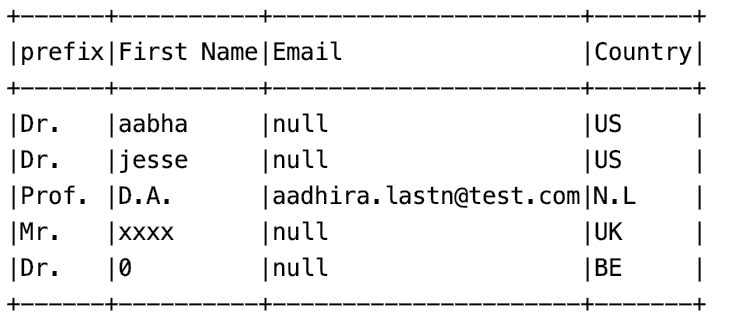 +------+----------+----------------------+-------+
|prefix|First Name|Email                 |Country|
+------+----------+----------------------+-------+
|Dr.   |aabha     |null                  |US     |
|Dr.   |jesse     |null                  |US     |
|Prof. |D.A.      |aadhira.lastn@test.com|N.L    |
|Mr.   |xxxx      |null                  |UK     |
|Dr.   |0         |null                  |BE     |
+------+----------+----------------------+-------+